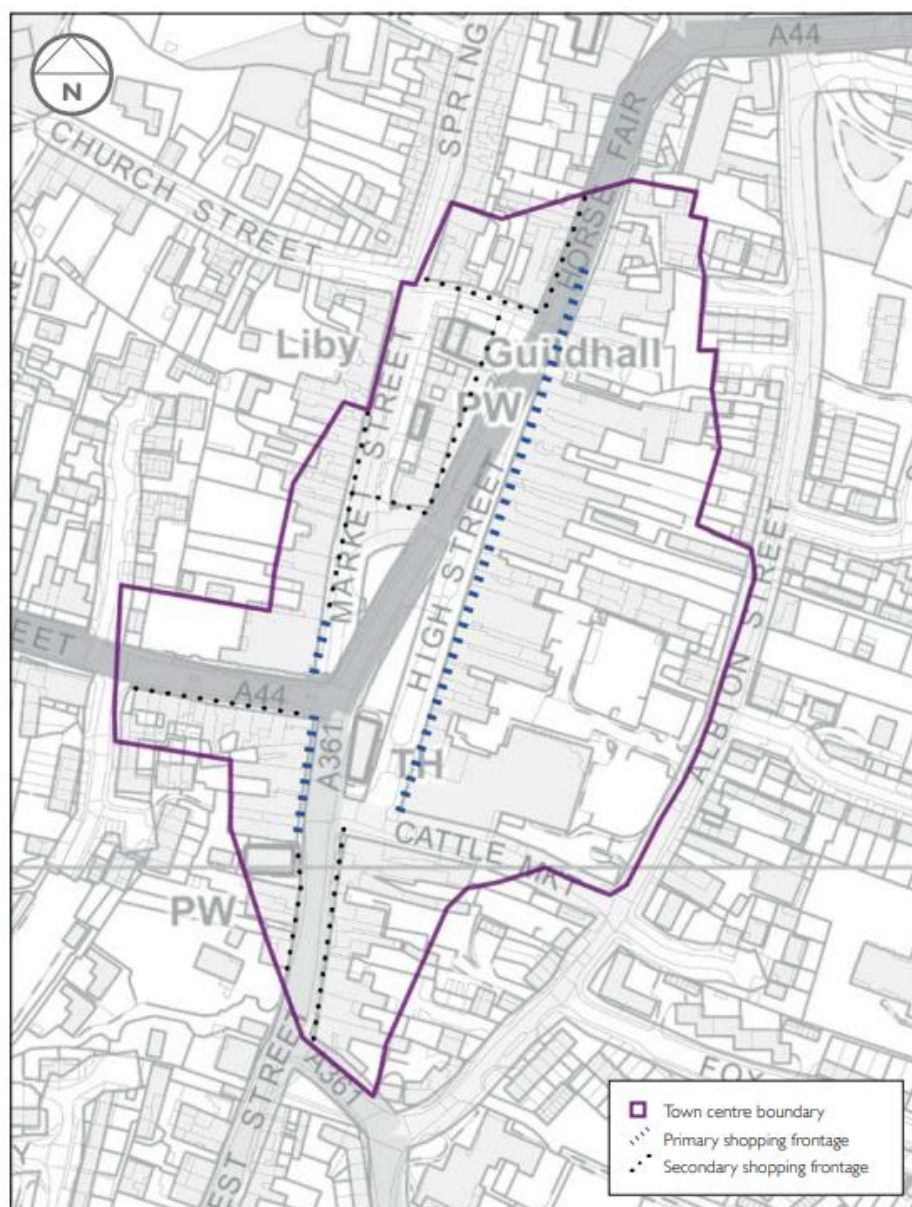 A44
N
SPRING
HORSE FAIR
CHURCH STREET
Liby
Guildhall
PW
MARKET STREET
HIGH STREET
ALBION STREET
EET
A44
A361
TH
CATTLE MKT
PW
WEST STREE
A361
FOX
Town centre boundary
Primary shopping frontage
Secondary shopping frontage